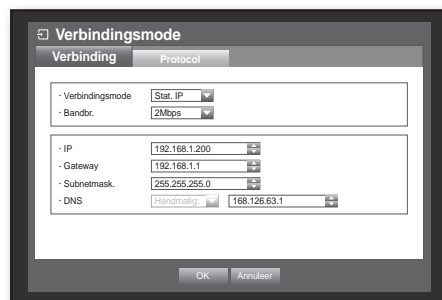 Verbindingsmode
Verbinding Protocol
· Verbindingsmode Stat. IP
· Bandbr. 2Mbps
· IP 192.168.1.200
· Gateway 192.168.1.1
· Subnetmask. 255.255.255.0
· DNS Handmatig: 168.126.63.1
OK Annuleer